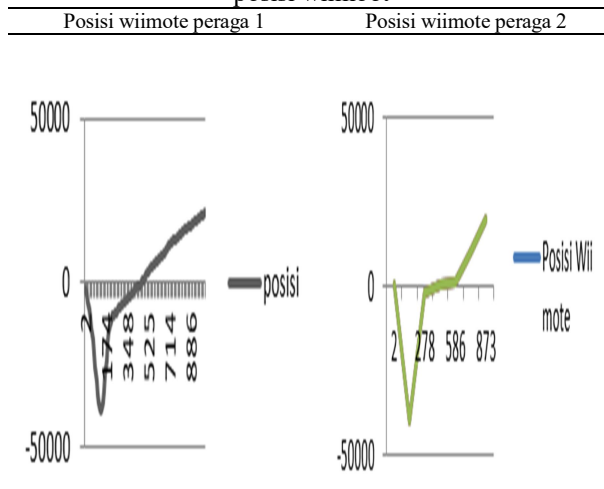 Posisi wiimote peraga 1
Posisi wiimote peraga 2
50000
0
-50000
2
174
348
525
714
886
posisi
50000
0
-50000
2 278 586 873
Posisi Wii
mote